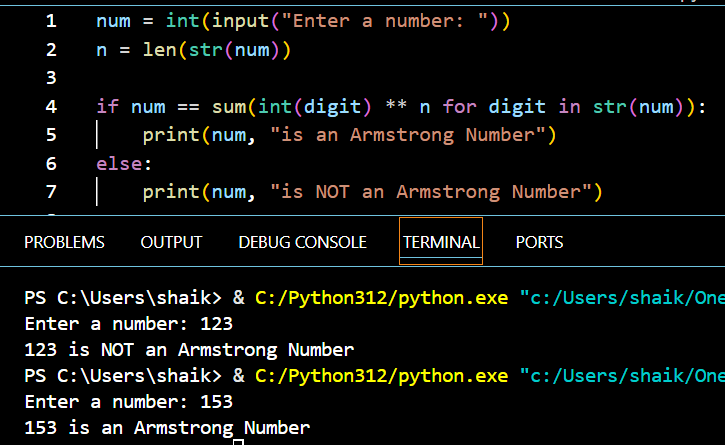 1 num = int(input("Enter a number: "))
2 n = len(str(num))
3
4 if num == sum(int(digit) ** n for digit in str(num)):
5     print(num, "is an Armstrong Number")
6 else:
7     print(num, "is NOT an Armstrong Number")
PROBLEMS OUTPUT DEBUG CONSOLE TERMINAL PORTS
PS C:\Users\shaik> & C:/Python312/python.exe "c:/Users/shaik/One
Enter a number: 123
123 is NOT an Armstrong Number
PS C:\Users\shaik> & C:/Python312/python.exe "c:/Users/shaik/One
Enter a number: 153
153 is an Armstrong Number